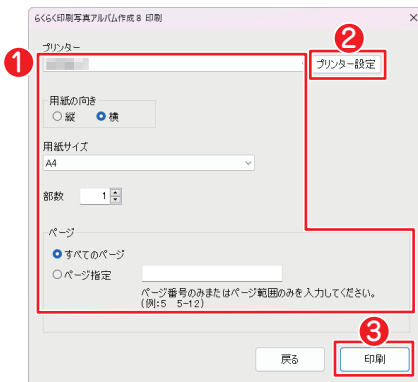 らくらく印刷写真アルバム作成8 印刷
プリンター
1
2
プリンター設定
用紙の向き
縦 横
用紙サイズ
A4
部数 1
ページ
すべてのページ
ページ指定
ページ番号のみまたはページ範囲のみを入力してください。
(例:5 5-12)
3
戻る 印刷